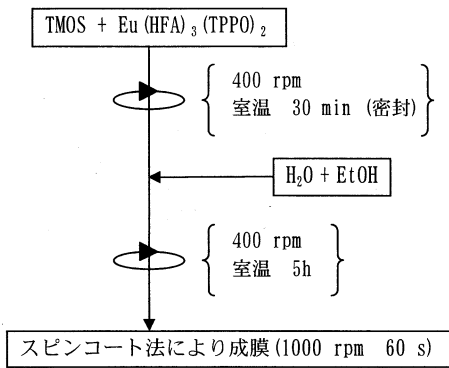 TMOS + Eu(HFA)₃(TPPO)₂
400 rpm
室温 30 min (密封)
H₂O + EtOH
400 rpm
室温 5h
スピンコート法により成膜(1000 rpm 60 s)